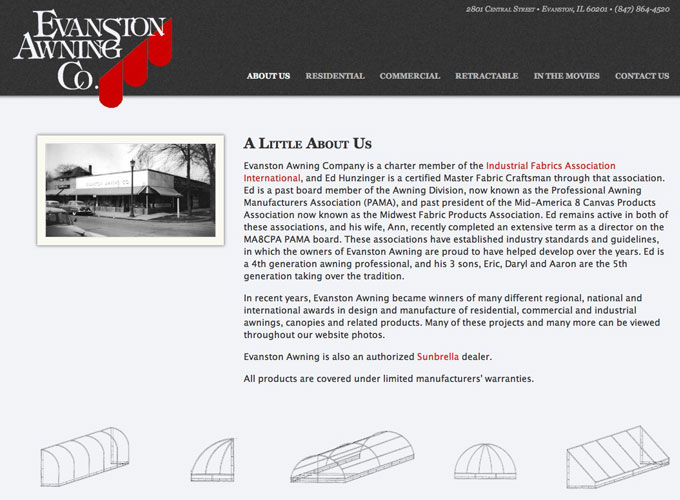 EVANSTON
AWNING
CO.
2801 Central Street • Evanston, IL 60201 • (847) 864-4520
ABOUT US RESIDENTIAL COMMERCIAL RETRACTABLE IN THE MOVIES CONTACT US
A Little About Us
Evanston Awning Company is a charter member of the Industrial Fabrics Association
International, and Ed Hunzinger is a certified Master Fabric Craftsman through that association.
Ed is a past board member of the Awning Division, now known as the Professional Awning
Manufacturers Association (PAMA), and past president of the Mid-America 8 Canvas Products
Association now known as the Midwest Fabric Products Association. Ed remains active in both of
these associations, and his wife, Ann, recently completed an extensive term as a director on the
MA8CPA PAMA board. These associations have established industry standards and guidelines,
in which the owners of Evanston Awning are proud to have helped develop over the years. Ed is
a 4th generation awning professional, and his 3 sons, Eric, Daryl and Aaron are the 5th
generation taking over the tradition.
In recent years, Evanston Awning became winners of many different regional, national and
international awards in design and manufacture of residential, commercial and industrial
awnings, canopies and related products. Many of these projects and many more can be viewed
throughout our website photos.
Evanston Awning is also an authorized Sunbrella dealer.
All products are covered under limited manufacturers' warranties.